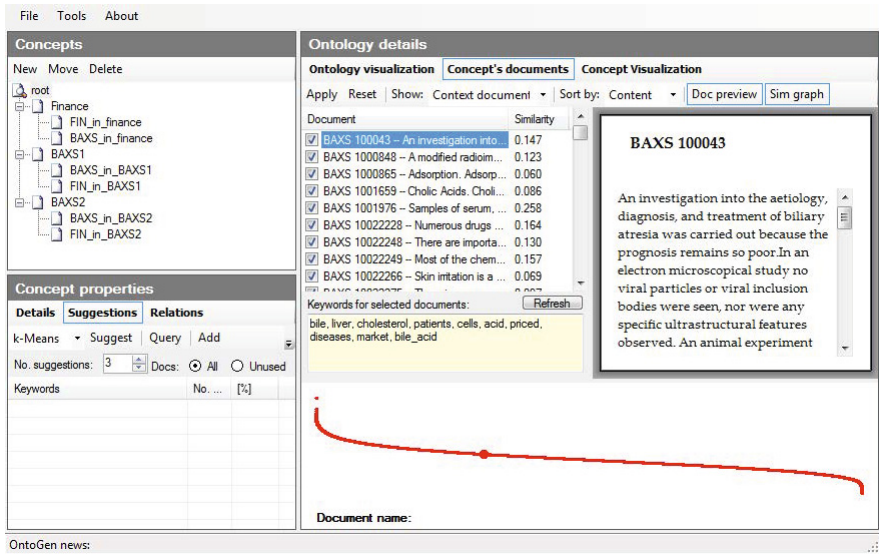 File Tools About
Concepts
New Move Delete
root
Finance
FIN_in_finance
BAXS_in_finance
BAXS1
BAXS_in_BAXS1
FIN_in_BAXS1
BAXS2
BAXS_in_BAXS2
FIN_in_BAXS2
Concept properties
Details Suggestions Relations
k-Means Suggest Query Add
No. suggestions: 3 Docs: All Unused
Keywords No. ... [%]
Ontology details
Ontology visualization Concept's documents Concept Visualization
Apply Reset Show: Context document Sort by: Content Doc preview Sim graph
Document Similarity
BAXS 100043 -- An investigation into... 0.147
BAXS 1000848 -- A modified radioim... 0.123
BAXS 1000865 -- Adsorption. Adsorp... 0.060
BAXS 1001659 -- Cholic Acids. Choli... 0.086
BAXS 1001976 -- Samples of serum, ... 0.258
BAXS 10022228 -- Numerous drugs ... 0.164
BAXS 10022248 -- There are importa... 0.130
BAXS 10022249 -- Most of the chem... 0.157
BAXS 10022266 -- Skin irritation is a ... 0.069
Keywords for selected documents: Refresh
bile, liver, cholesterol, patients, cells, acid, priced,
diseases, market, bile_acid
BAXS 100043
An investigation into the aetiology,
diagnosis, and treatment of biliary
atresia was carried out because the
prognosis remains so poor.In an
electron microscopical study no
viral particles or viral inclusion
bodies were seen, nor were any
specific ultrastructural features
observed. An animal experiment
Document name:
OntoGen news: